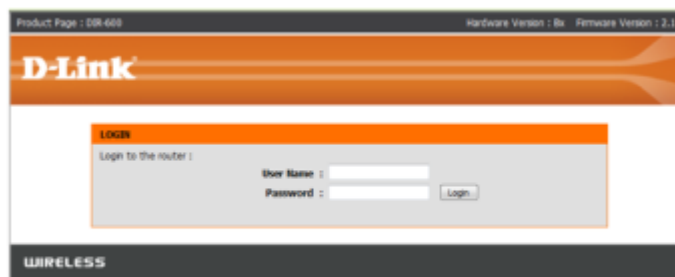 Product Page : DIR-600 Hardware Version : Bx Firmware Version : 2.1
D-Link
LOGIN
Login to the router :
User Name :
Password : Login
WIRELESS